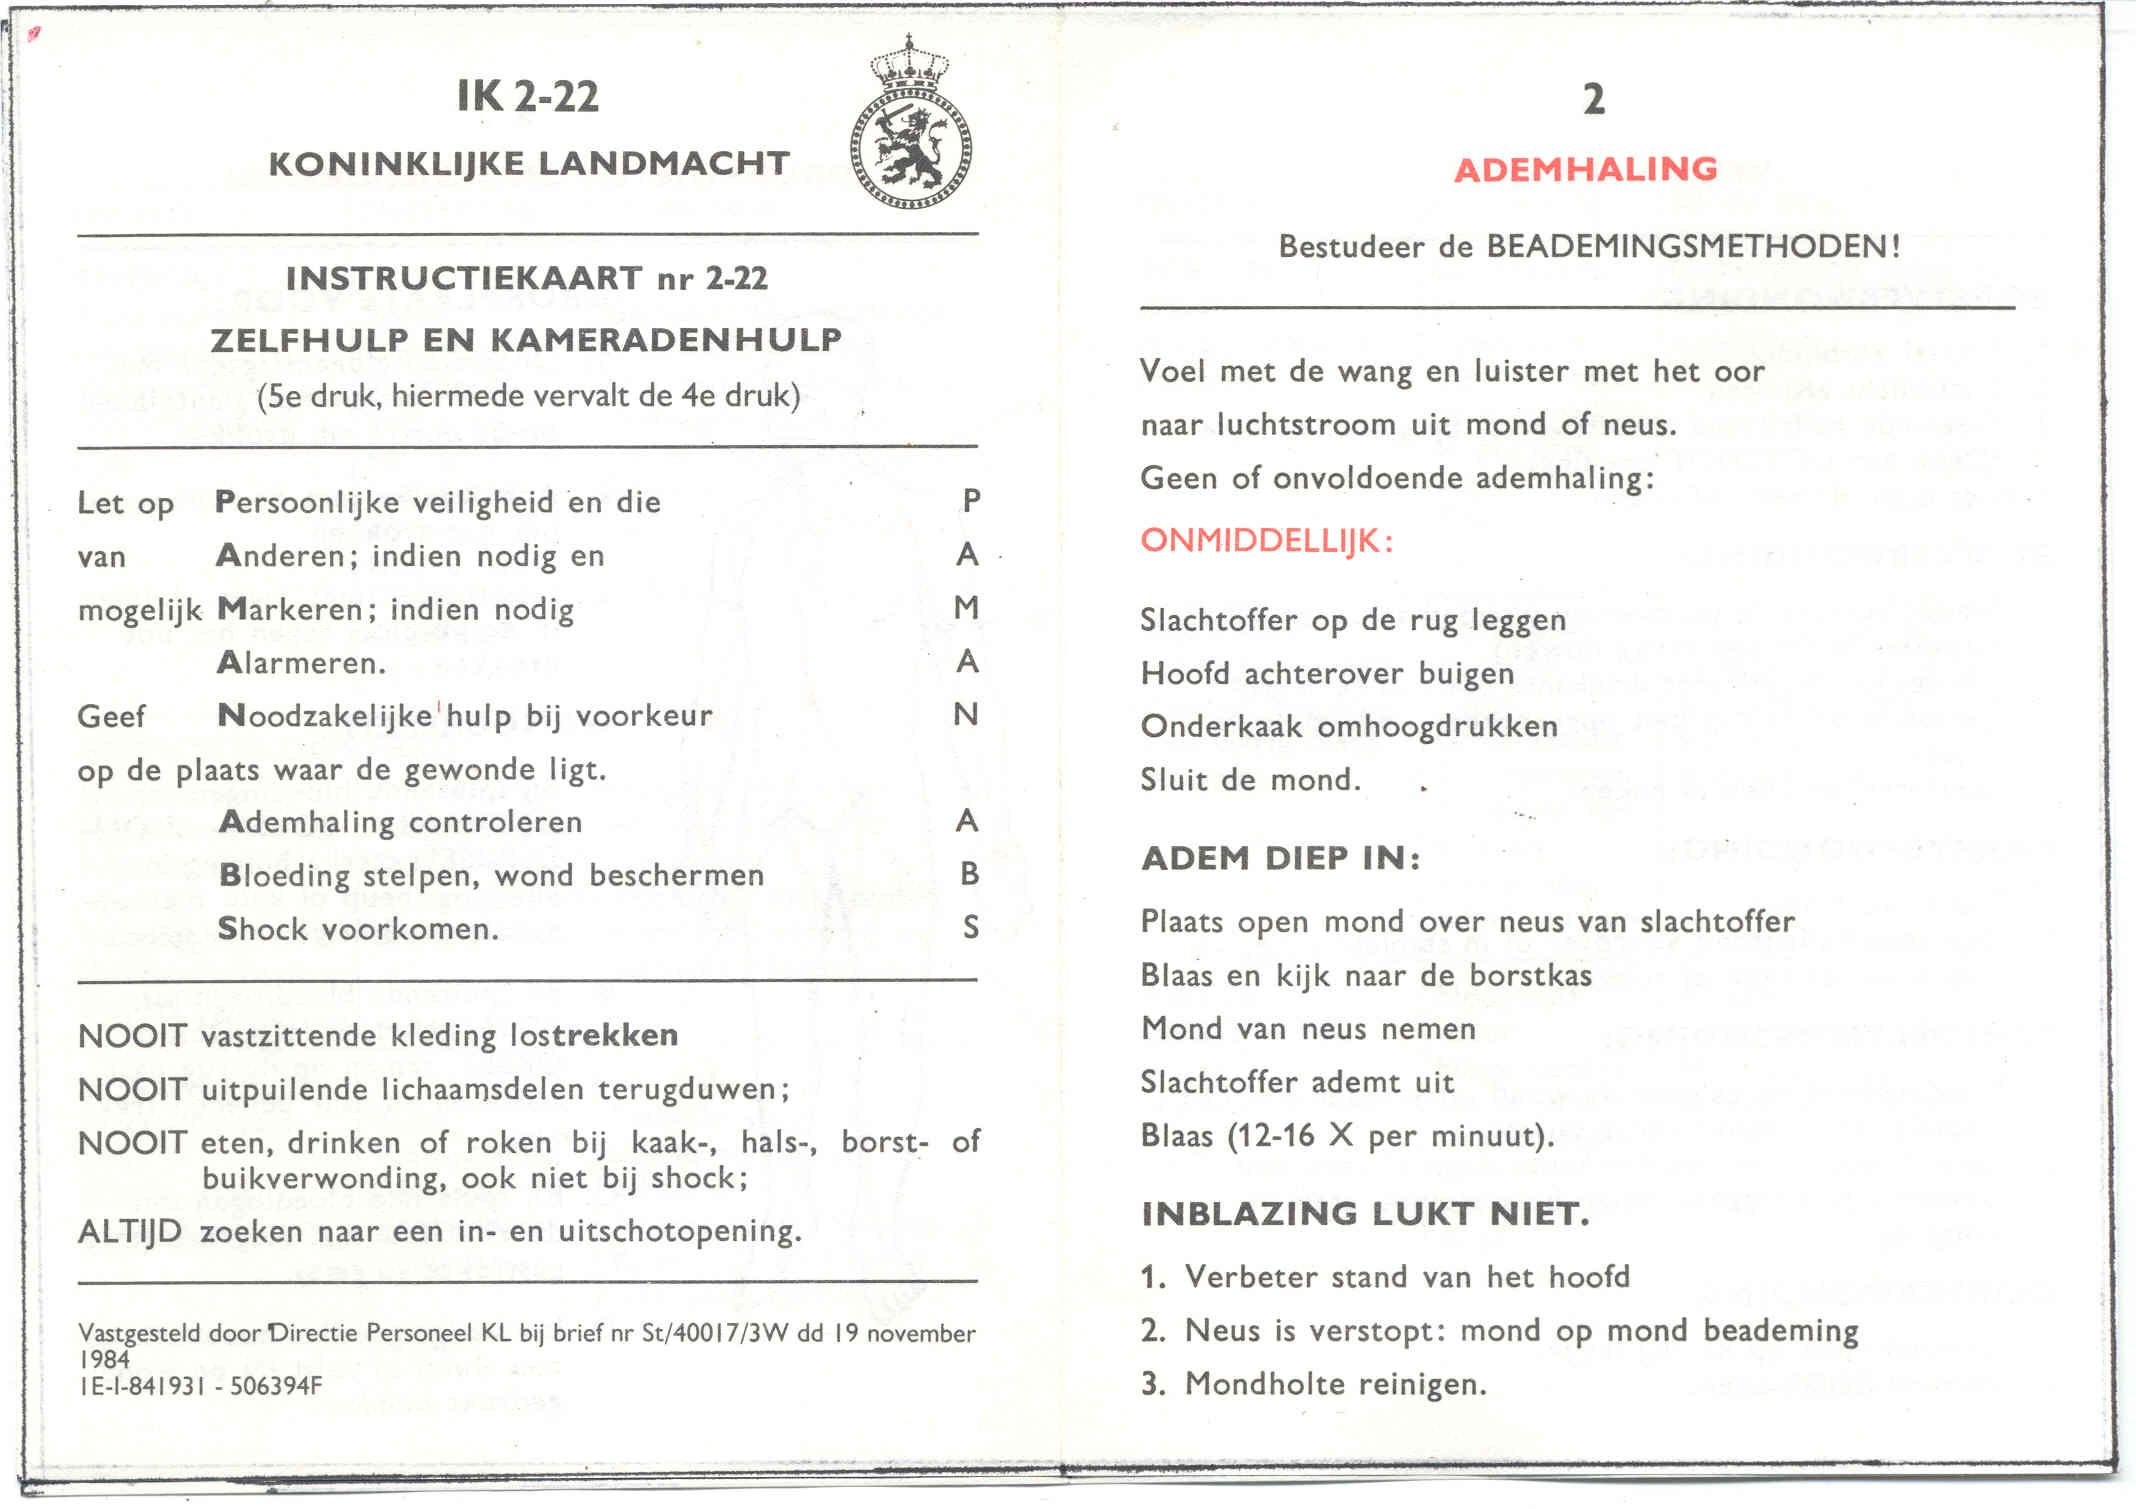 IK 2-22
KONINKLIJKE LANDMACHT
INSTRUCTIEKAART nr 2-22
ZELFHULP EN KAMERADENHULP
(5e druk, hiermede vervalt de 4e druk)
Let op Persoonlijke veiligheid en die P
van Anderen; indien nodig en A
mogelijk Markeren; indien nodig M
Alarmeren. A
Geef Noodzakelijke hulp bij voorkeur N
op de plaats waar de gewonde ligt.
Ademhaling controleren A
Bloeding stelpen, wond beschermen B
Shock voorkomen. S
NOOIT vastzittende kleding lostrekken
NOOIT uitpuilende lichaamsdelen terugduwen;
NOOIT eten, drinken of roken bij kaak-, hals-, borst- of
buikverwonding, ook niet bij shock;
ALTIJD zoeken naar een in- en uitschotopening.
Vastgesteld door Directie Personeel KL bij brief nr St/40017/3W dd 19 november
1984
1E-I-841931 - 506394F
2
ADEMHALING
Bestudeer de BEADEMINGSMETHODEN!
Voel met de wang en luister met het oor
naar luchtstroom uit mond of neus.
Geen of onvoldoende ademhaling:
ONMIDDELLIJK:
Slachtoffer op de rug leggen
Hoofd achterover buigen
Onderkaak omhoogdrukken
Sluit de mond.
ADEM DIEP IN:
Plaats open mond over neus van slachtoffer
Blaas en kijk naar de borstkas
Mond van neus nemen
Slachtoffer ademt uit
Blaas (12-16 X per minuut).
INBLAZING LUKT NIET.
1. Verbeter stand van het hoofd
2. Neus is verstopt: mond op mond beademing
3. Mondholte reinigen.